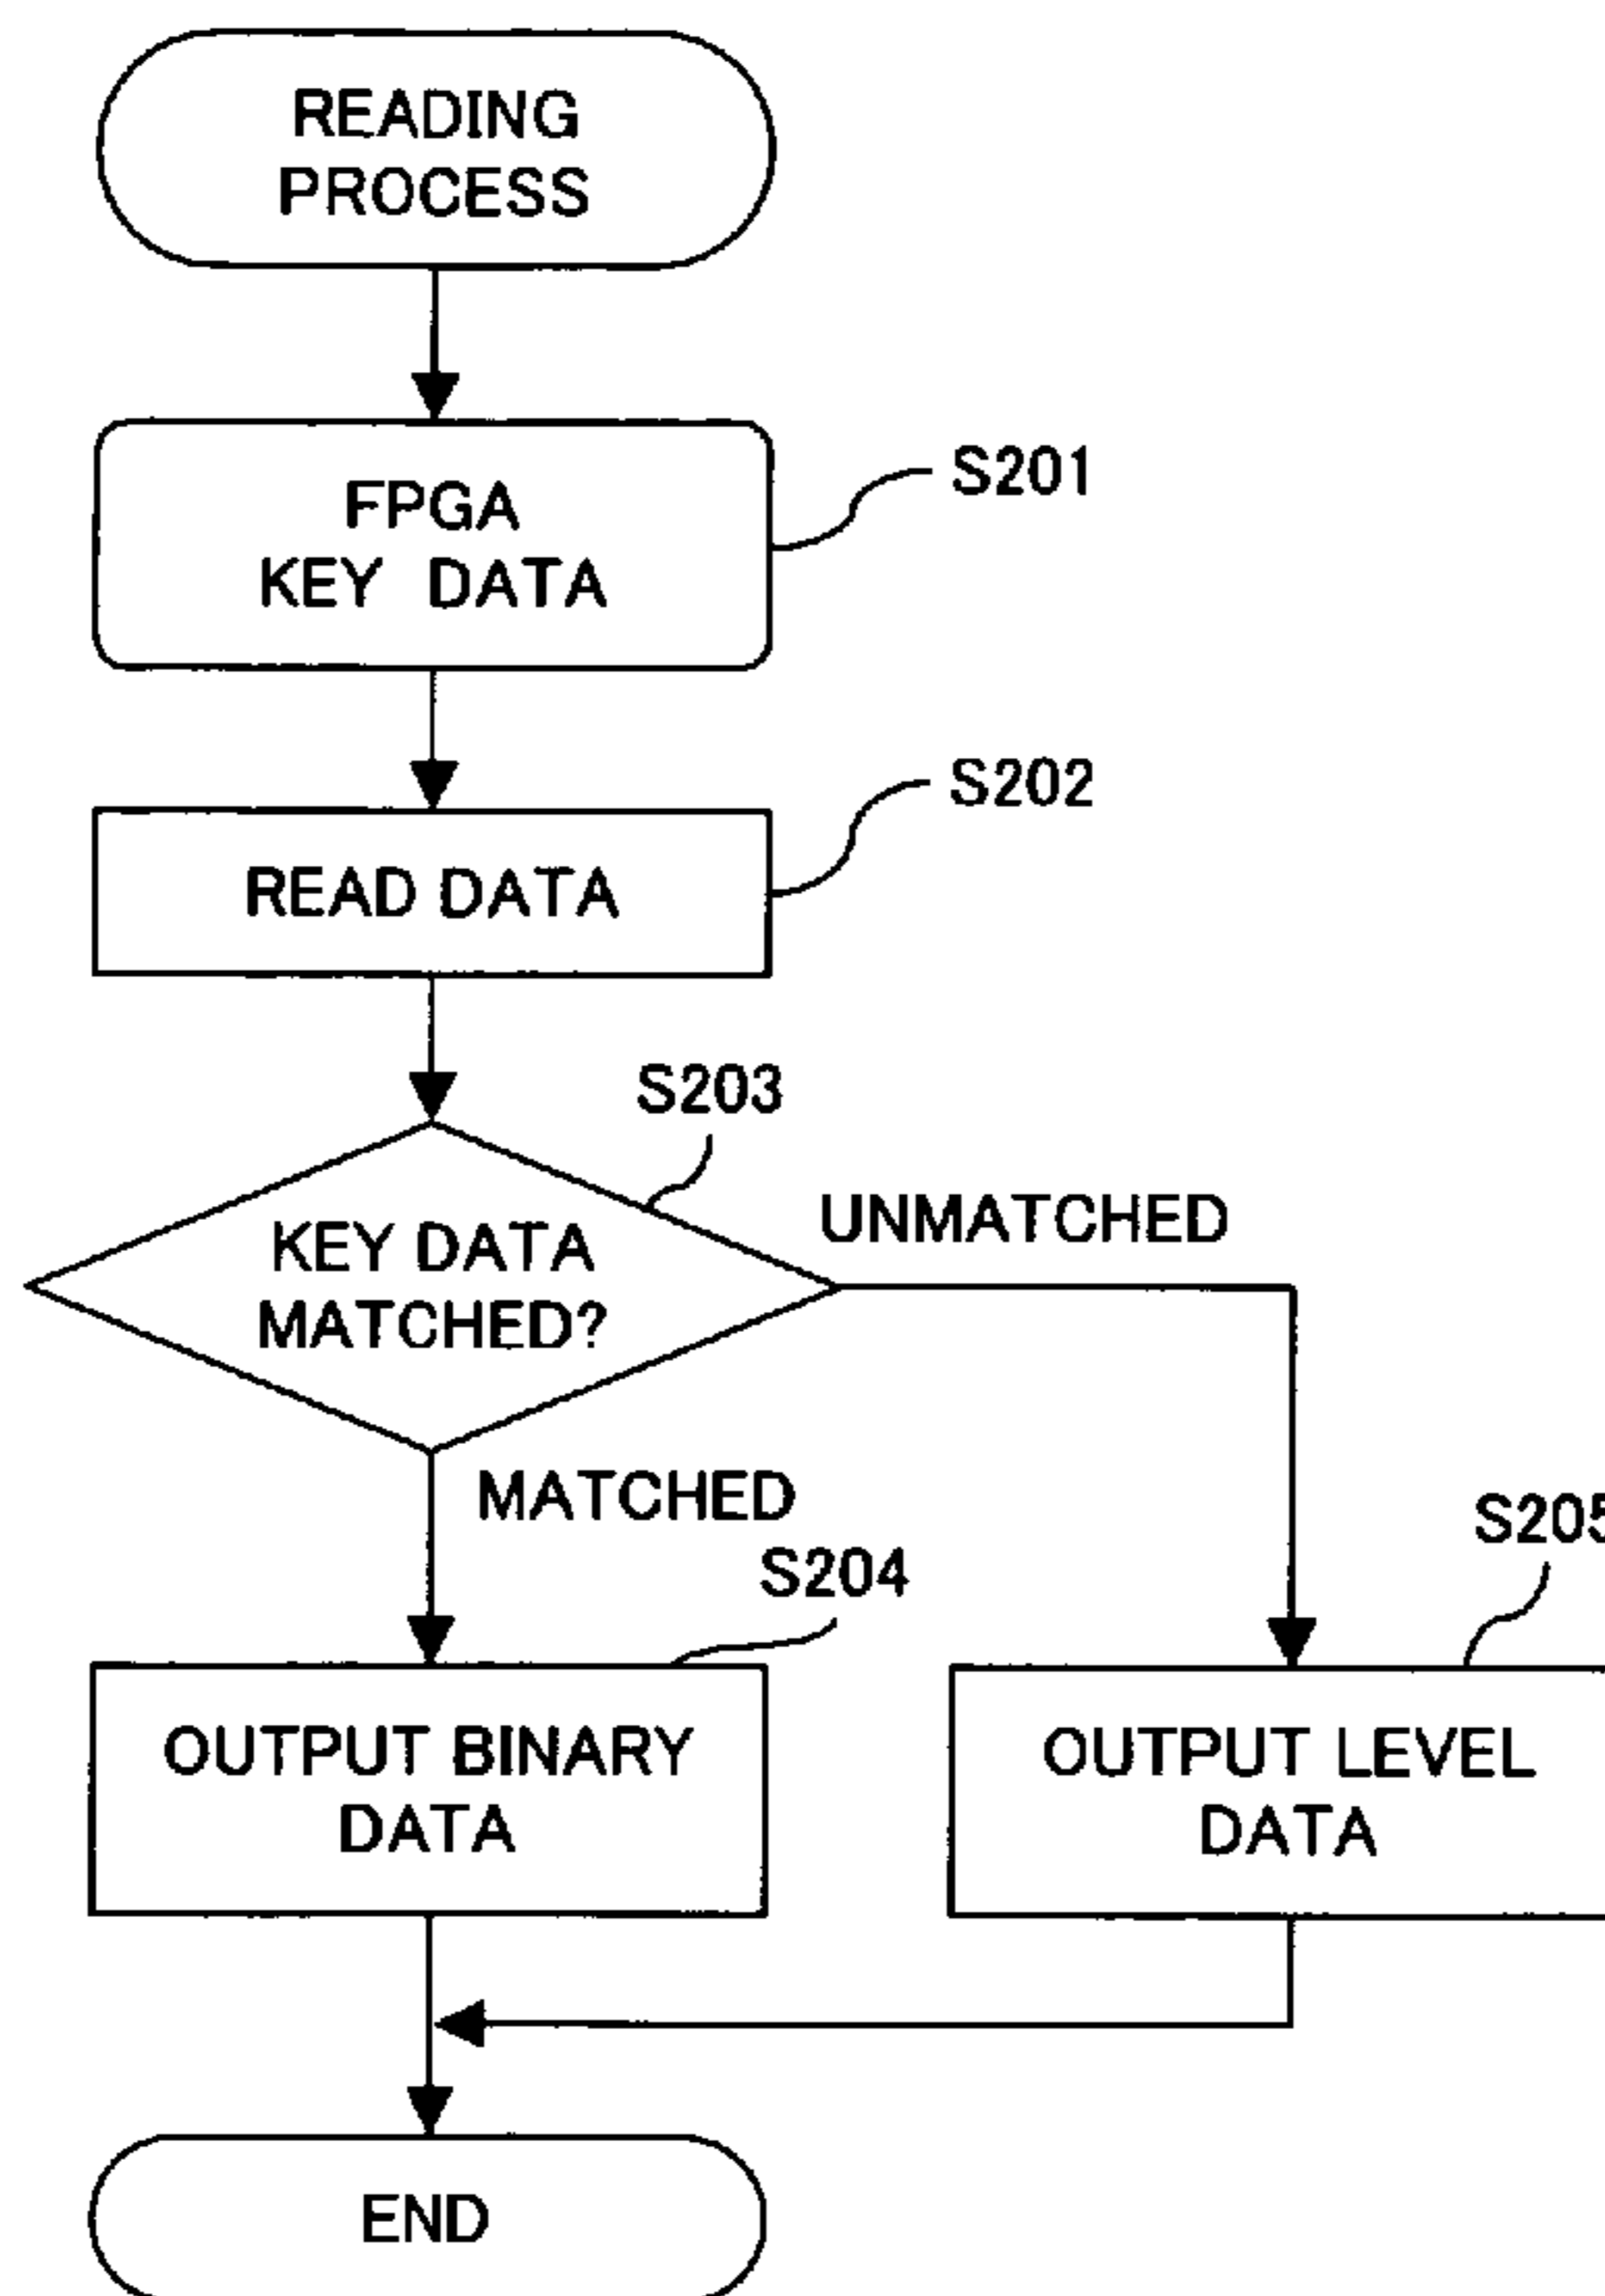 READING
PROCESS
FPGA
KEY DATA
S201
READ DATA
S202
S203
KEY DATA
MATCHED?
UNMATCHED
MATCHED
S204
S205
OUTPUT BINARY
DATA
OUTPUT LEVEL
DATA
END